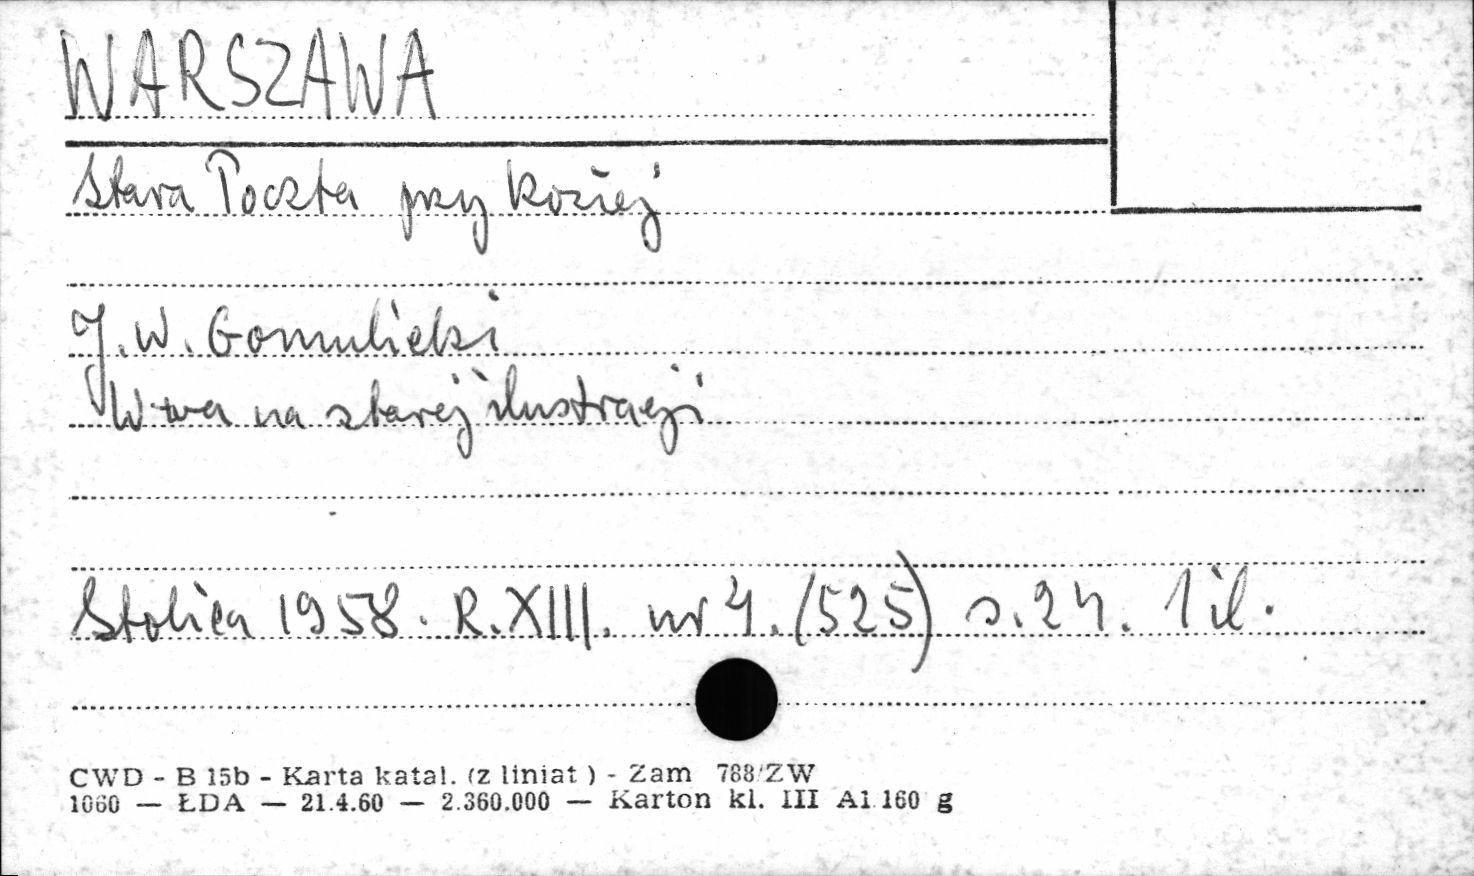 WARSZAWA
Stara Poczta przy Koziej
J. W. Gomulicki
W-wa na starej ilustracji
Stolica 1958. R. XIII. nr 4. (525) s. 24. 1 il.
CWD - B 15b - Karta katal. (z liniat ) - Zam 788/ZW
1060 — ŁDA — 21.4.60 — 2.360.000 — Karton kl. III A1 160 g